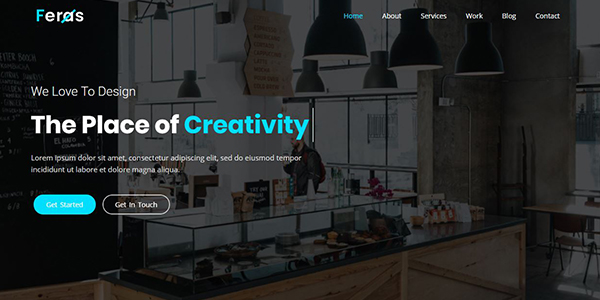 Feras
Home About Services Work Blog Contact
We Love To Design
The Place of Creativity
Lorem ipsum dolor sit amet, consectetur adipiscing elit, sed do eiusmod tempor
incididunt ut labore et dolore magna aliqua.
Get Started Get In Touch